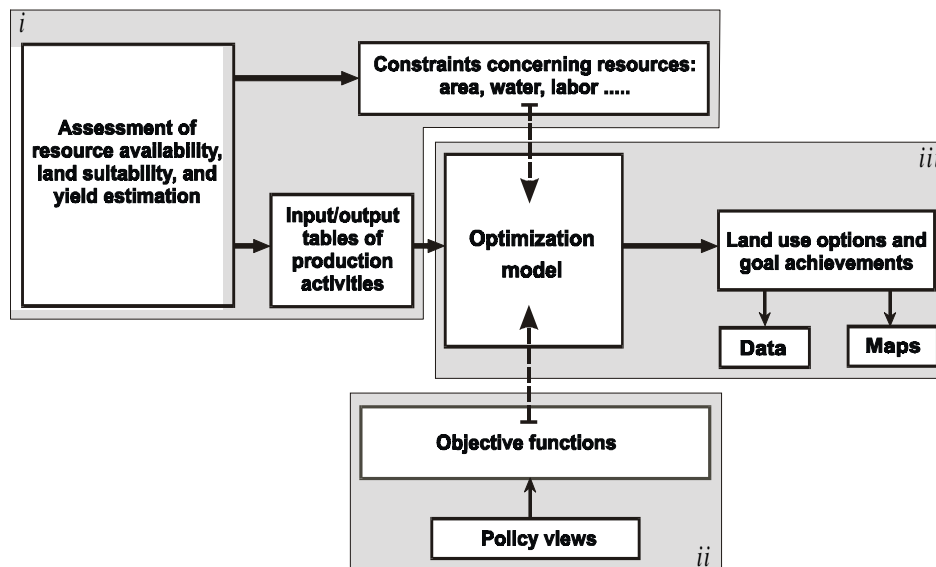 i
Assessment of
resource availability,
land suitability, and
yield estimation
Constraints concerning resources:
area, water, labor .....
Input/output
tables of
production
activities
iii
Optimization
model
Land use options and
goal achievements
Data
Maps
Objective functions
Policy views
ii